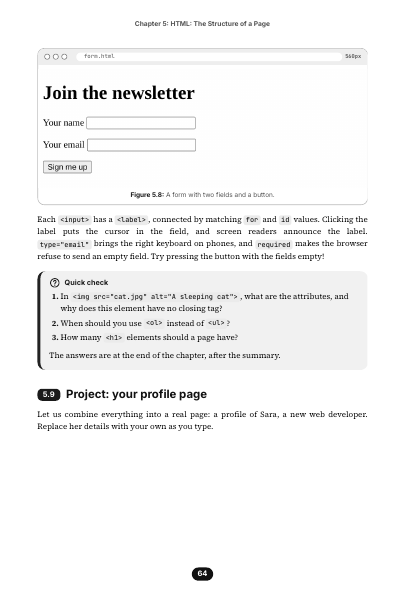 Chapter 5: HTML: The Structure of a Page
form.html
560px
Join the newsletter
Your name
Your email
Sign me up
Figure 5.8: A form with two fields and a button.
Each <input> has a <label>, connected by matching for and id values. Clicking the
label puts the cursor in the field, and screen readers announce the label.
type="email" brings the right keyboard on phones, and required makes the browser
refuse to send an empty field. Try pressing the button with the fields empty!
? Quick check
1. In <img src="cat.jpg" alt="A sleeping cat">, what are the attributes, and
why does this element have no closing tag?
2. When should you use <ol> instead of <ul>?
3. How many <h1> elements should a page have?
The answers are at the end of the chapter, after the summary.
5.9 Project: your profile page
Let us combine everything into a real page: a profile of Sara, a new web developer.
Replace her details with your own as you type.
64